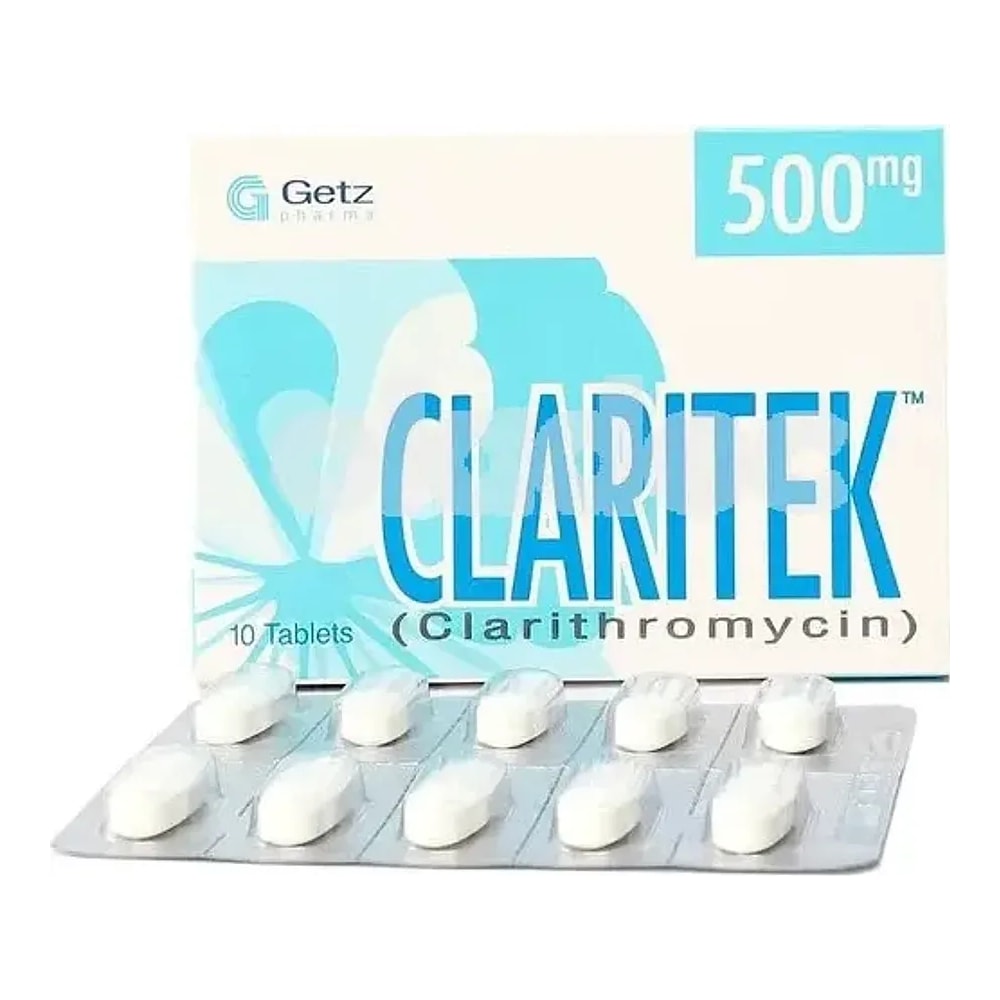 Getz
pharma
500mg
CLARITEK™
10 Tablets
(Clarithromycin)